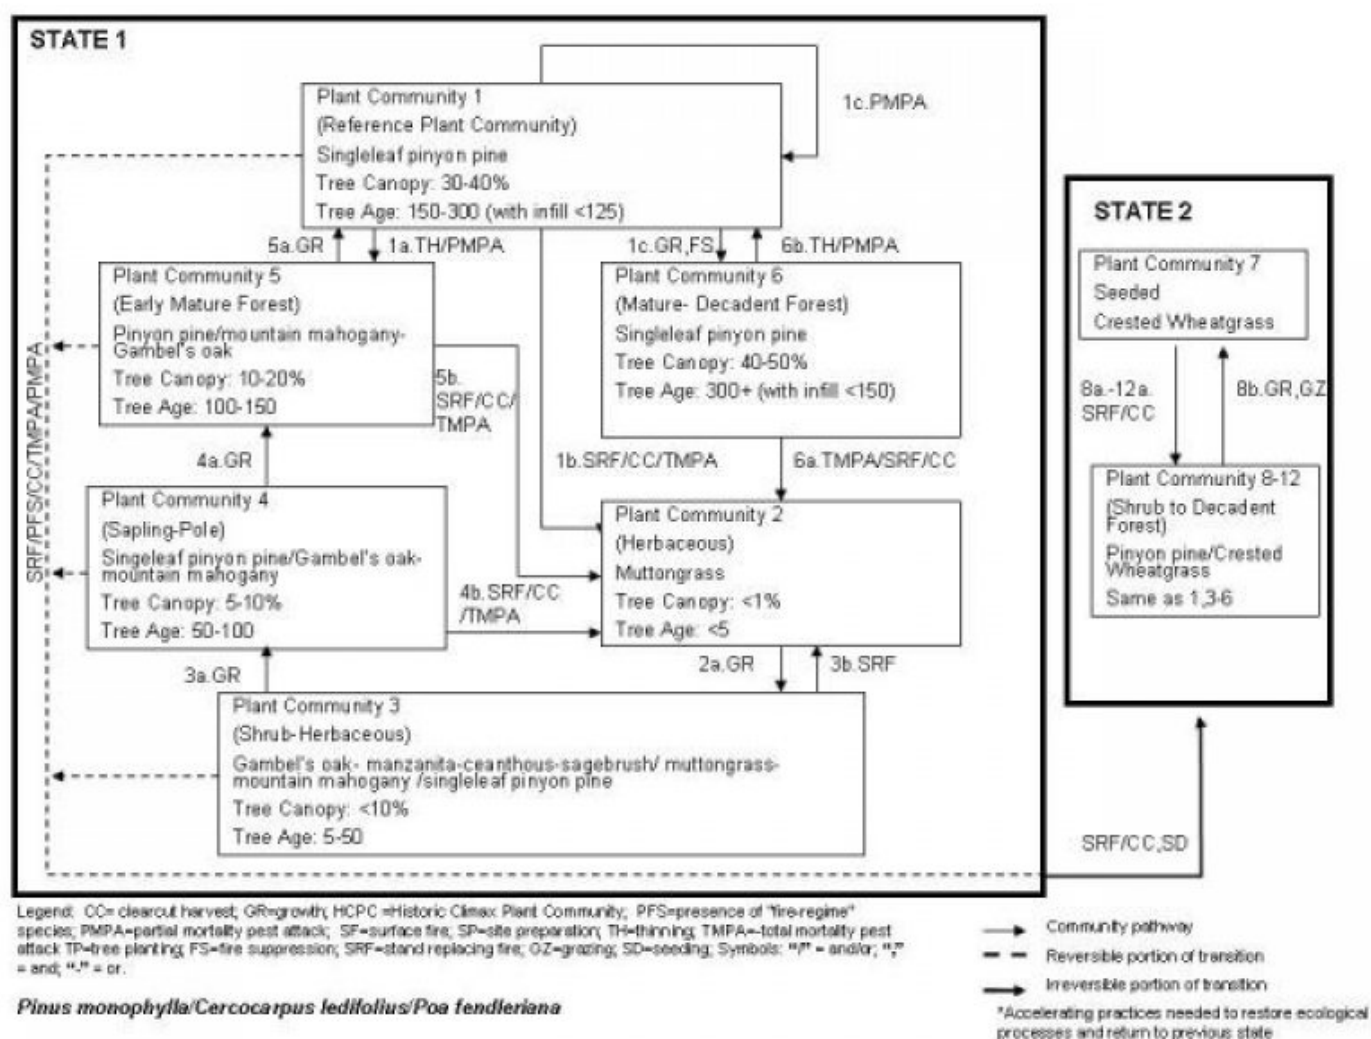 STATE 1
Plant Community 1
(Reference Plant Community)
Singleleaf pinyon pine
Tree Canopy: 30-40%
Tree Age: 150-300 (with infill <125)
1c.PMPA
5a.GR
1a.TH/PMPA
1c.GR,FS
6b.TH/PMPA
Plant Community 5
(Early Mature Forest)
Pinyon pine/mountain mahogany-
Gambel's oak
Tree Canopy: 10-20%
Tree Age: 100-150
Plant Community 6
(Mature- Decadent Forest)
Singleleaf pinyon pine
Tree Canopy: 40-50%
Tree Age: 300+ (with infill <150)
5b.
SRF/CC/
TMPA
4a.GR
1b.SRF/CC/TMPA
6a.TMPA/SRF/CC
SRF/PFS/CC/TMPA/PMPA
Plant Community 4
(Sapling-Pole)
Singeleaf pinyon pine/Gambel's oak-
mountain mahogany
Tree Canopy: 5-10%
Tree Age: 50-100
4b.SRF/CC
/TMPA
Plant Community 2
(Herbaceous)
Muttongrass
Tree Canopy: <1%
Tree Age: <5
3a.GR
2a.GR
3b.SRF
Plant Community 3
(Shrub-Herbaceous)
Gambel's oak- manzanita-ceanthous-sagebrush/ muttongrass-
mountain mahogany /singleleaf pinyon pine
Tree Canopy: <10%
Tree Age: 5-50
STATE 2
Plant Community 7
Seeded
Crested Wheatgrass
8a.-12a.
SRF/CC
8b.GR,GZ
Plant Community 8-12
(Shrub to Decadent
Forest)
Pinyon pine/Crested
Wheatgrass
Same as 1,3-6
SRF/CC,SD
Legend: CC= clearcut harvest; GR=growth; HCPC =Historic Climax Plant Community; PFS=presence of "fire-regime"
species; PMPA=partial mortality pest attack; SF=surface fire; SP=site preparation; TH=thinning; TMPA=-total mortality pest
attack TP=tree planting; FS=fire suppression; SRF=stand replacing fire; GZ=grazing; SD=seeding; Symbols: "/" = and/or; ","
= and; "-" = or.
Pinus monophylla/Cercocarpus ledifolius/Poa fendleriana
Community pathway
Reversible portion of transition
Irreversible portion of transition
*Accelerating practices needed to restore ecological
processes and return to previous state